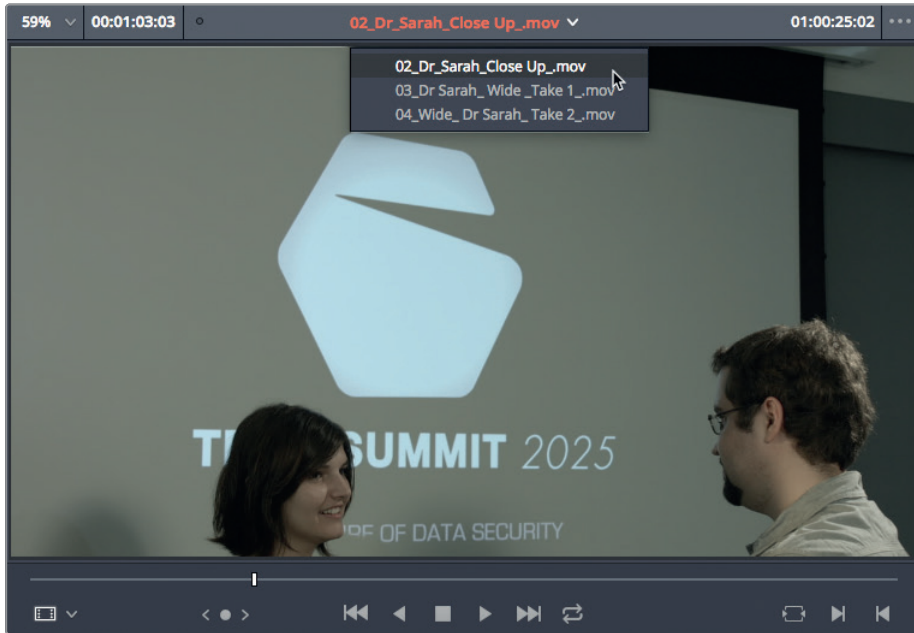 59% 00:01:03:03 02_Dr_Sarah_Close Up_.mov 01:00:25:02
02_Dr_Sarah_Close Up_.mov
03_Dr Sarah_ Wide _Take 1_.mov
04_Wide_ Dr Sarah_ Take 2_.mov
SUMMIT 2025
OF DATA SECURITY